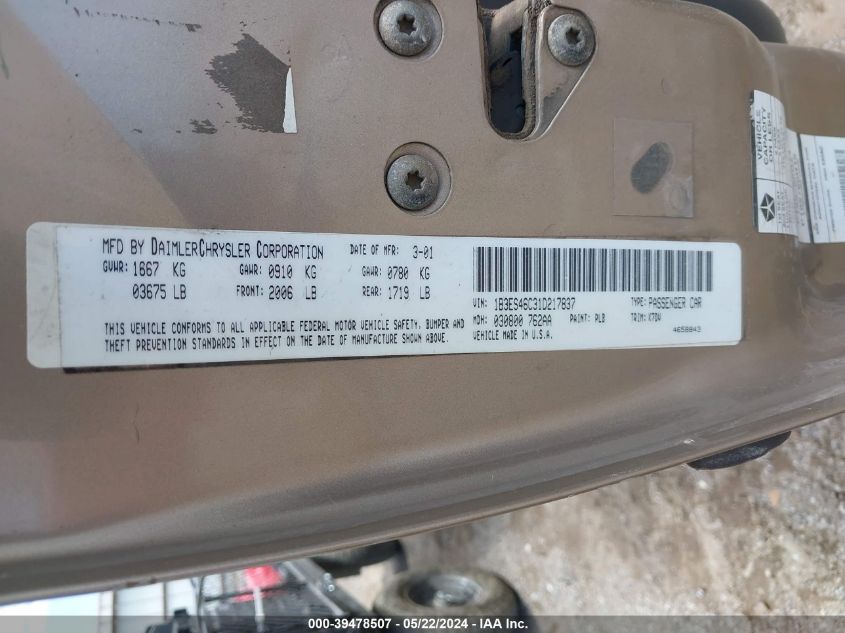 MFD BY DAIMLERCHRYSLER CORPORATION DATE OF MFR: 3-01
GVWR: 1667 KG GAWR: 0910 KG GAWR: 0780 KG
03675 LB FRONT: 2006 LB REAR: 1719 LB
THIS VEHICLE CONFORMS TO ALL APPLICABLE FEDERAL MOTOR VEHICLE SAFETY, BUMPER AND
THEFT PREVENTION STANDARDS IN EFFECT ON THE DATE OF MANUFACTURE SHOWN ABOVE.
VIN: 1B3ES46C31D217837 TYPE: PASSENGER CAR
MDH: 030800 762AA PAINT: PLB TRIM: K7DV
VEHICLE MADE IN U.S.A. 4658843
VEHICLE
CAPACITY
000-39478507 - 05/22/2024 - IAA Inc.